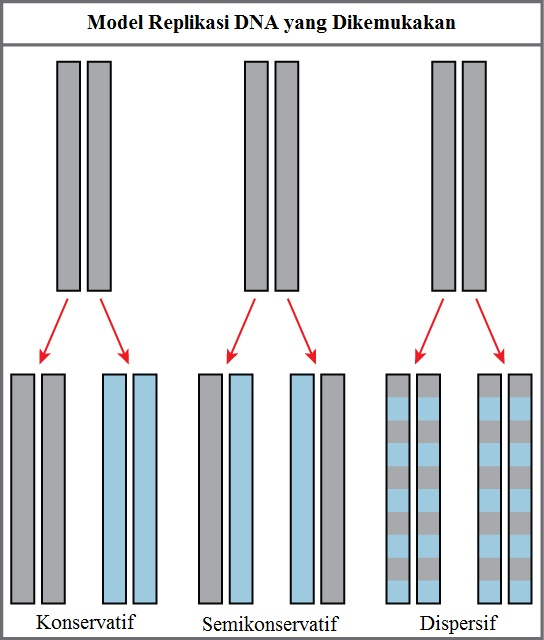 Model Replikasi DNA yang Dikemukakan
Konservatif
Semikonservatif
Dispersif